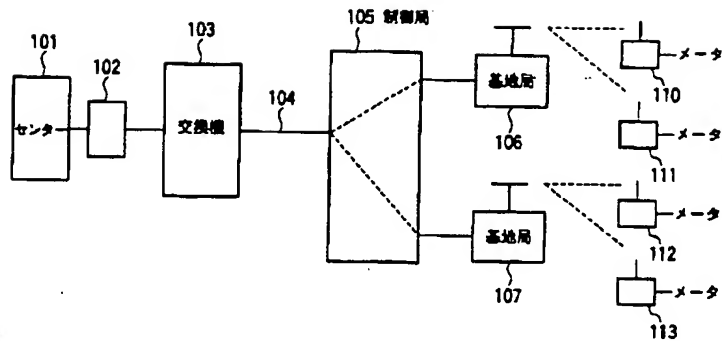 101
センター
102
103
交換機
104
105 制御局
基地局
106
基地局
107
メータ
110
メータ
111
メータ
112
メータ
113